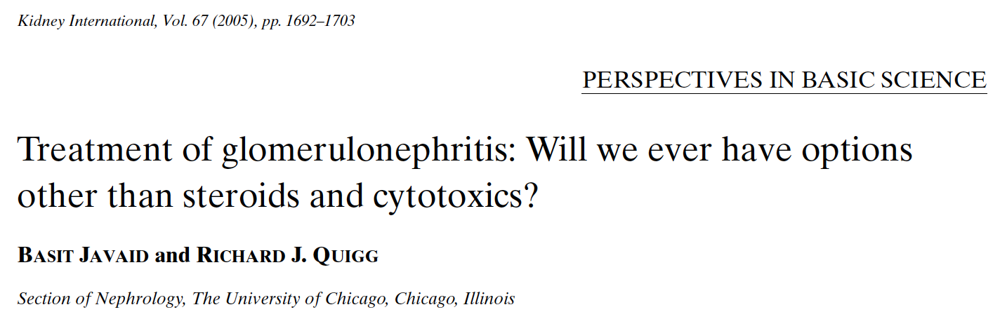 Kidney International, Vol. 67 (2005), pp. 1692–1703
PERSPECTIVES IN BASIC SCIENCE
Treatment of glomerulonephritis: Will we ever have options
other than steroids and cytotoxics?
BASIT JAVAID and RICHARD J. QUIGG
Section of Nephrology, The University of Chicago, Chicago, Illinois